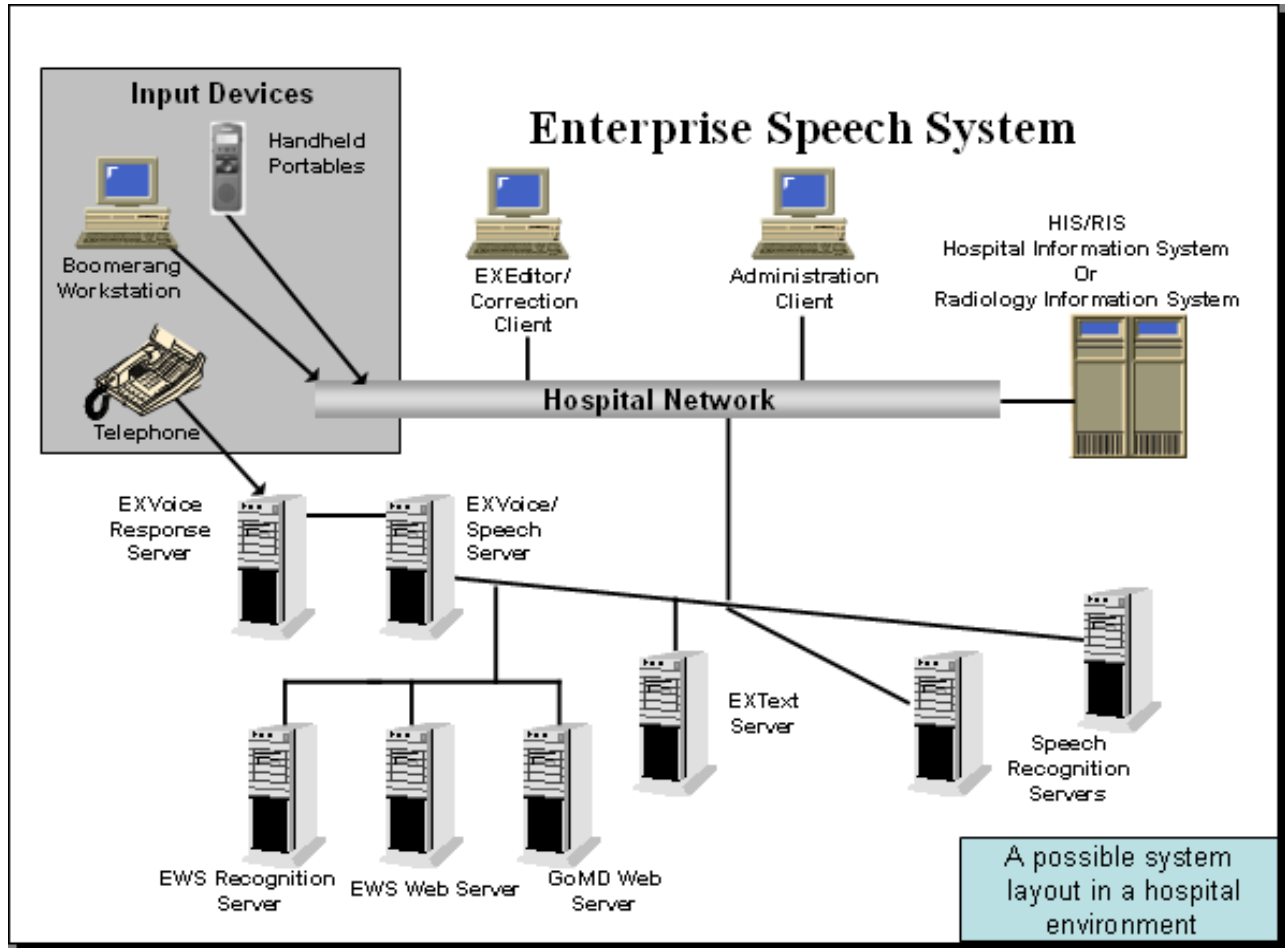 Input Devices
Handheld
Portables
Boomerang
Workstation
Telephone
Enterprise Speech System
EXEditor/
Correction
Client
Administration
Client
HIS/RIS
Hospital Information System
Or
Radiology Information System
Hospital Network
EXVoice
Response
Server
EXVoice/
Speech
Server
EXText
Server
Speech
Recognition
Servers
EWS Recognition
Server
EWS Web Server
GoMD Web
Server
A possible system
layout in a hospital
environment